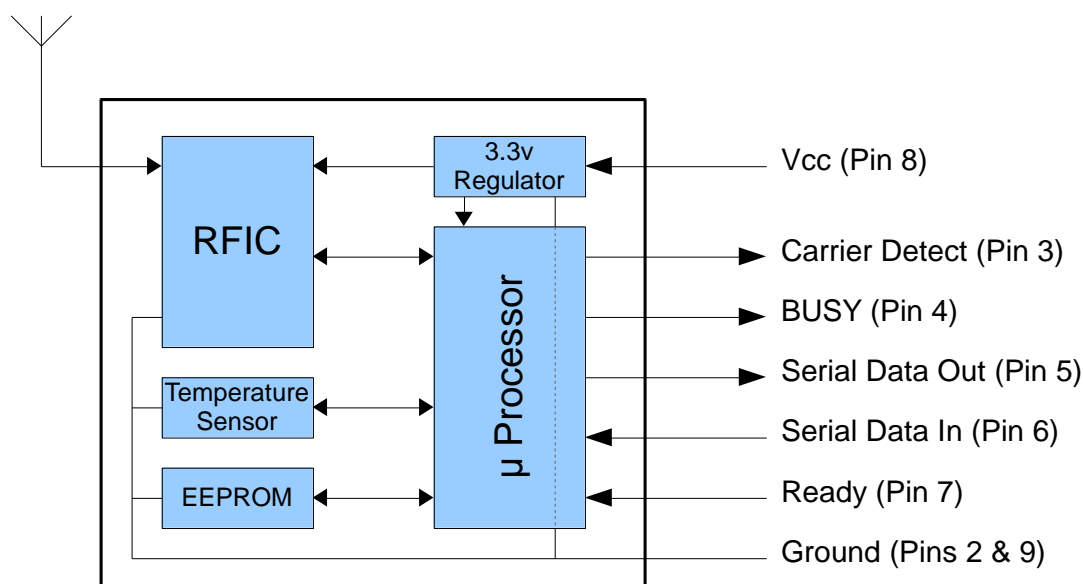 3.3v
Regulator
Vcc (Pin 8)
RFIC
Carrier Detect (Pin 3)
BUSY (Pin 4)
μ Processor
Temperature
Sensor
Serial Data Out (Pin 5)
Serial Data In (Pin 6)
EEPROM
Ready (Pin 7)
Ground (Pins 2 & 9)